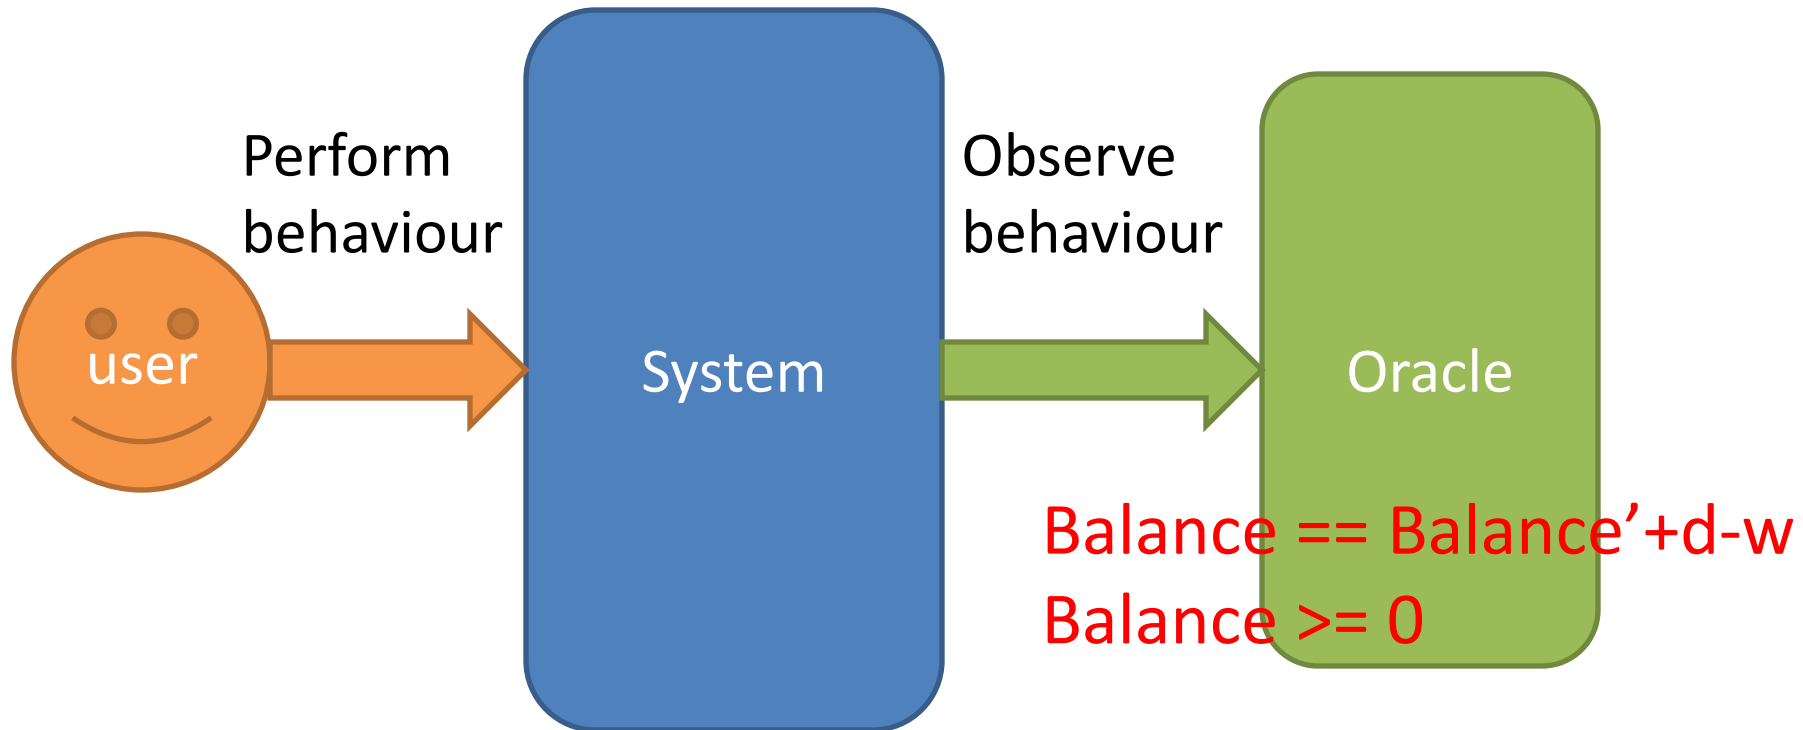 Perform
behaviour
Observe
behaviour
user
System
Oracle
Balance == Balance’+d-w
Balance >= 0